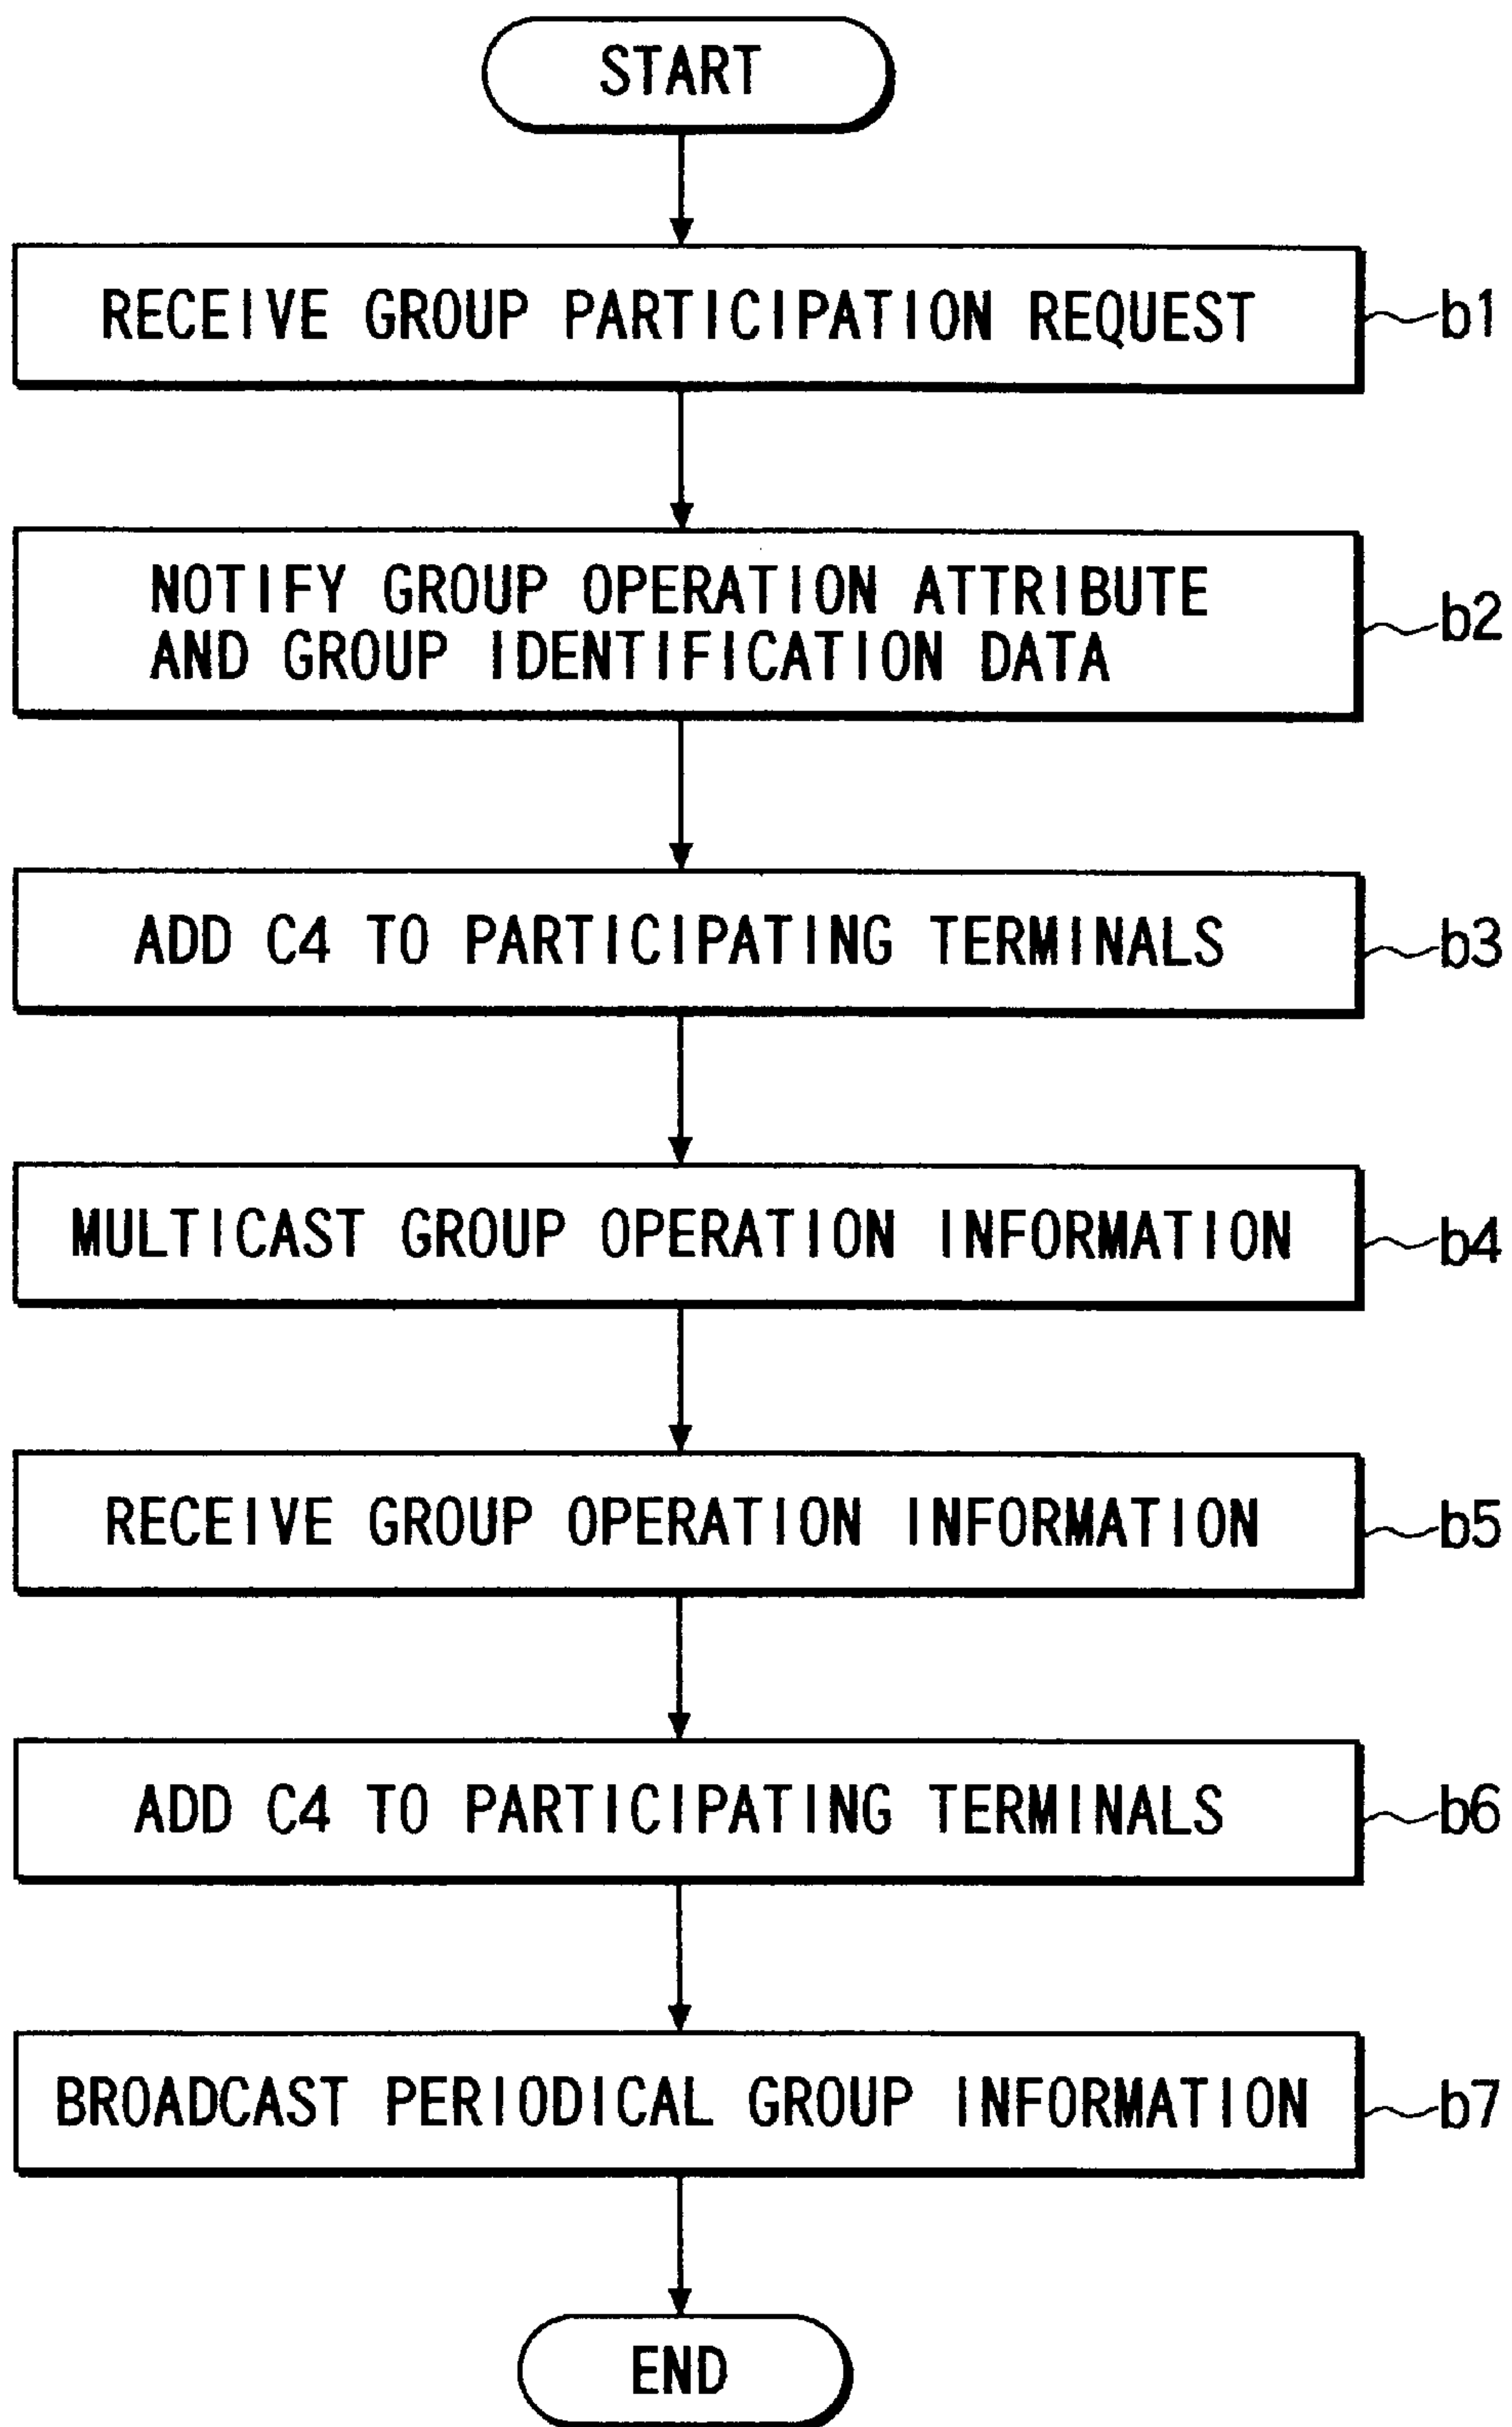 START
RECEIVE GROUP PARTICIPATION REQUEST
b1
NOTIFY GROUP OPERATION ATTRIBUTE
AND GROUP IDENTIFICATION DATA
b2
ADD C4 TO PARTICIPATING TERMINALS
b3
MULTICAST GROUP OPERATION INFORMATION
b4
RECEIVE GROUP OPERATION INFORMATION
b5
ADD C4 TO PARTICIPATING TERMINALS
b6
BROADCAST PERIODICAL GROUP INFORMATION
b7
END